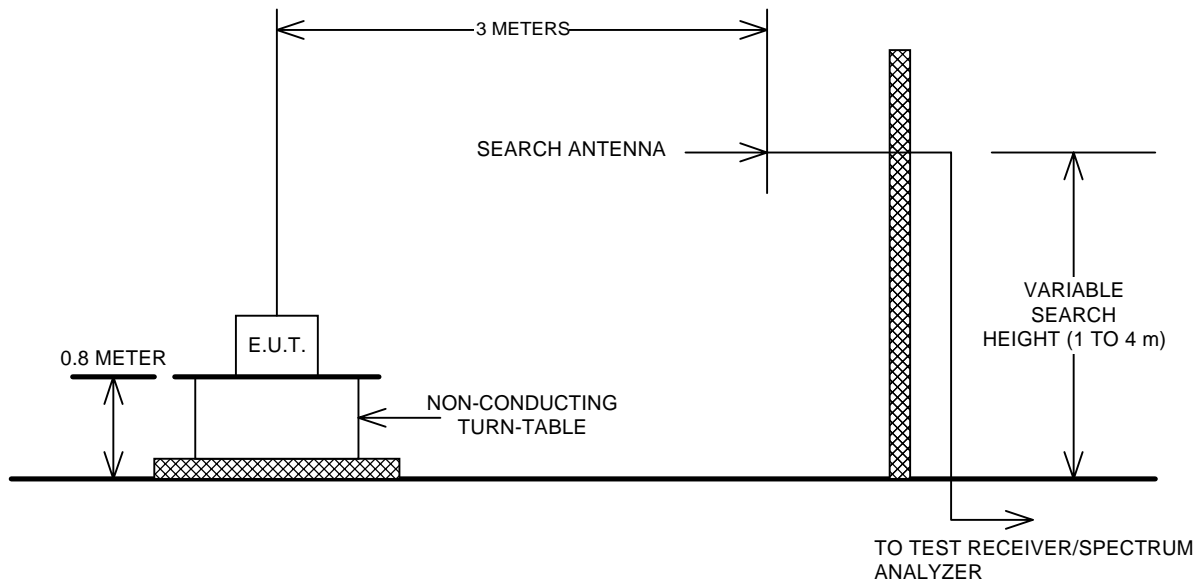 3 METERS
SEARCH ANTENNA
VARIABLE
SEARCH
HEIGHT (1 TO 4 m)
E.U.T.
0.8 METER
NON-CONDUCTING
TURN-TABLE
TO TEST RECEIVER/SPECTRUM
ANALYZER